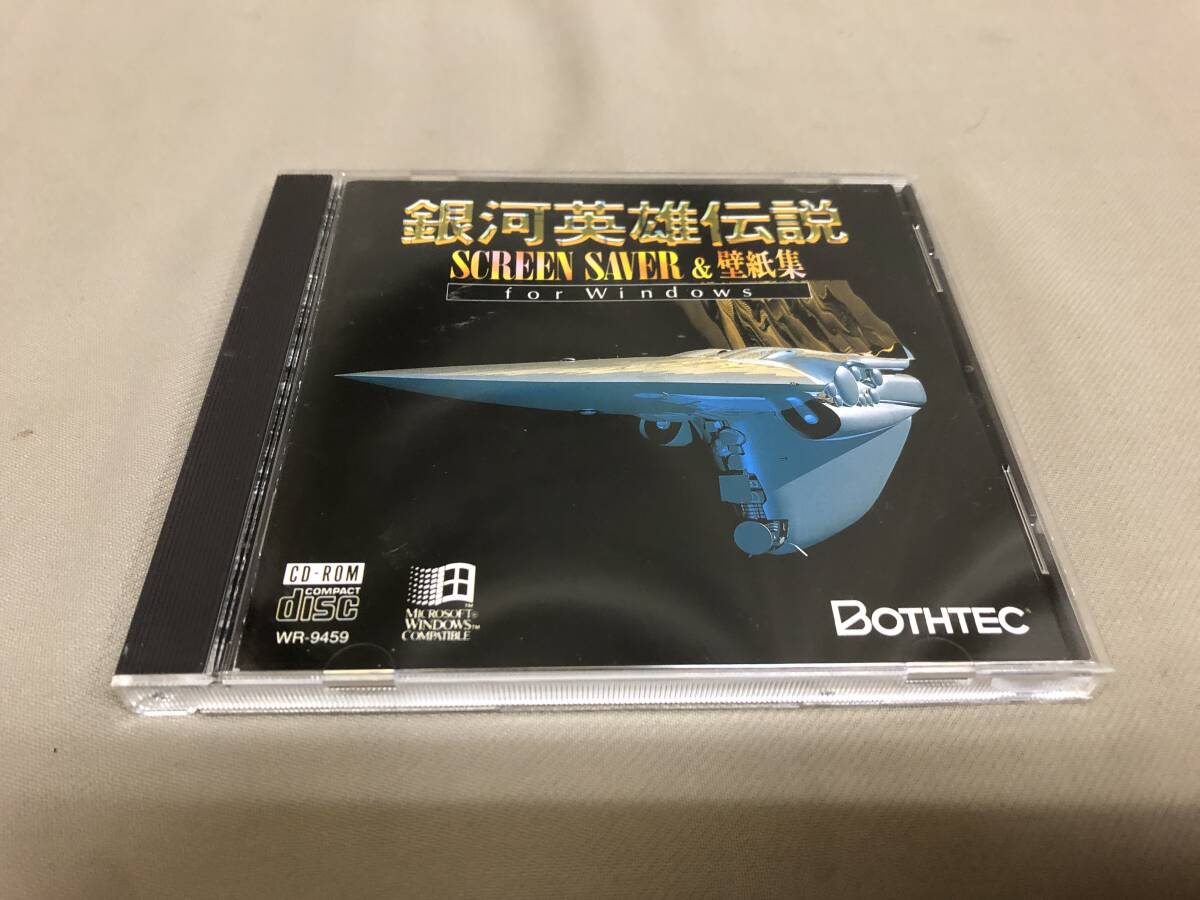 銀河英雄伝説
SCREEN SAVER & 壁紙集
for Windows
CD-ROM
COMPACT
disc
WR-9459
MICROSOFT®
WINDOWS™
COMPATIBLE
BOTHTEC